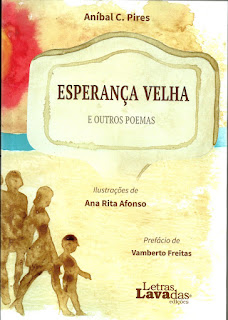 Aníbal C. Pires
ESPERANÇA VELHA
E OUTROS POEMAS
Ilustrações de
Ana Rita Afonso
Prefácio de
Vamberto Freitas
Letras
Lavadas
edições